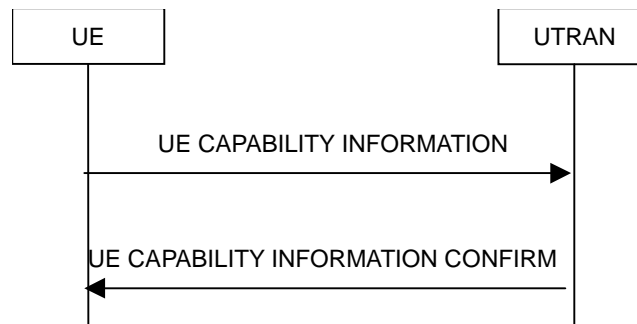 UE
UTRAN
UE CAPABILITY INFORMATION
UE CAPABILITY INFORMATION CONFIRM